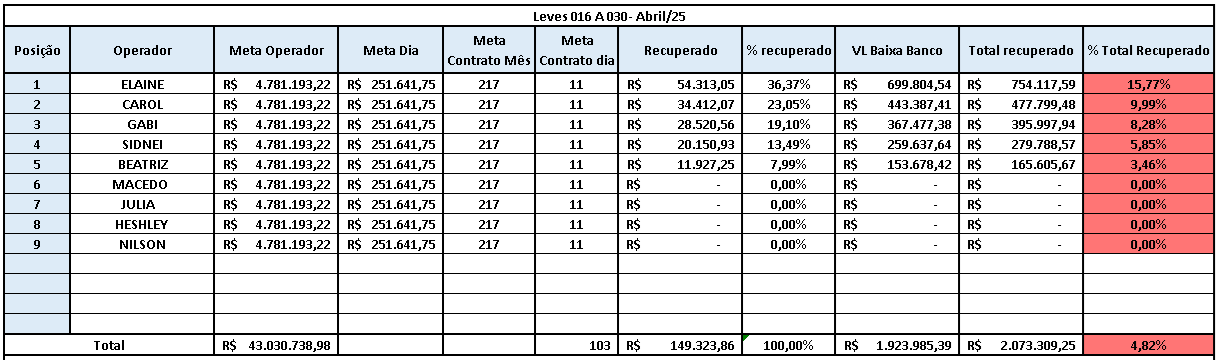 Leves 016 A 030- Abril/25
Posição Operador Meta Operador Meta Dia Meta Contrato Mês Meta Contrato dia Recuperado % recuperado VL Baixa Banco Total recuperado % Total Recuperado
1 ELAINE R$ 4.781.193,22 R$ 251.641,75 217 11 R$ 54.313,05 36,37% R$ 699.804,54 R$ 754.117,59 15,77%
2 CAROL R$ 4.781.193,22 R$ 251.641,75 217 11 R$ 34.412,07 23,05% R$ 443.387,41 R$ 477.799,48 9,99%
3 GABI R$ 4.781.193,22 R$ 251.641,75 217 11 R$ 28.520,56 19,10% R$ 367.477,38 R$ 395.997,94 8,28%
4 SIDNEI R$ 4.781.193,22 R$ 251.641,75 217 11 R$ 20.150,93 13,49% R$ 259.637,64 R$ 279.788,57 5,85%
5 BEATRIZ R$ 4.781.193,22 R$ 251.641,75 217 11 R$ 11.927,25 7,99% R$ 153.678,42 R$ 165.605,67 3,46%
6 MACEDO R$ 4.781.193,22 R$ 251.641,75 217 11 R$ - 0,00% R$ - R$ - 0,00%
7 JULIA R$ 4.781.193,22 R$ 251.641,75 217 11 R$ - 0,00% R$ - R$ - 0,00%
8 HESHLEY R$ 4.781.193,22 R$ 251.641,75 217 11 R$ - 0,00% R$ - R$ - 0,00%
9 NILSON R$ 4.781.193,22 R$ 251.641,75 217 11 R$ - 0,00% R$ - R$ - 0,00%
Total R$ 43.030.738,98 103 R$ 149.323,86 100,00% R$ 1.923.985,39 R$ 2.073.309,25 4,82%